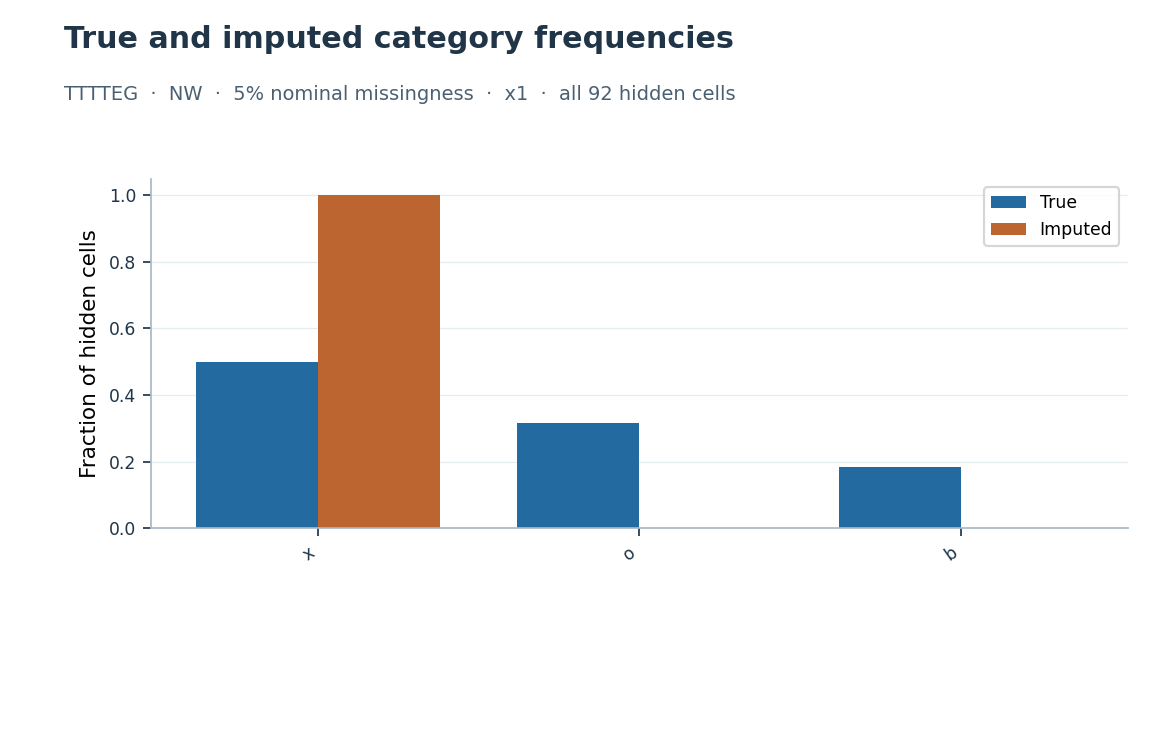 True and imputed category frequencies
TTTTEG · NW · 5% nominal missingness · x1 · all 92 hidden cells
Fraction of hidden cells
1.0
0.8
0.6
0.4
0.2
0.0
True
Imputed
x
o
b